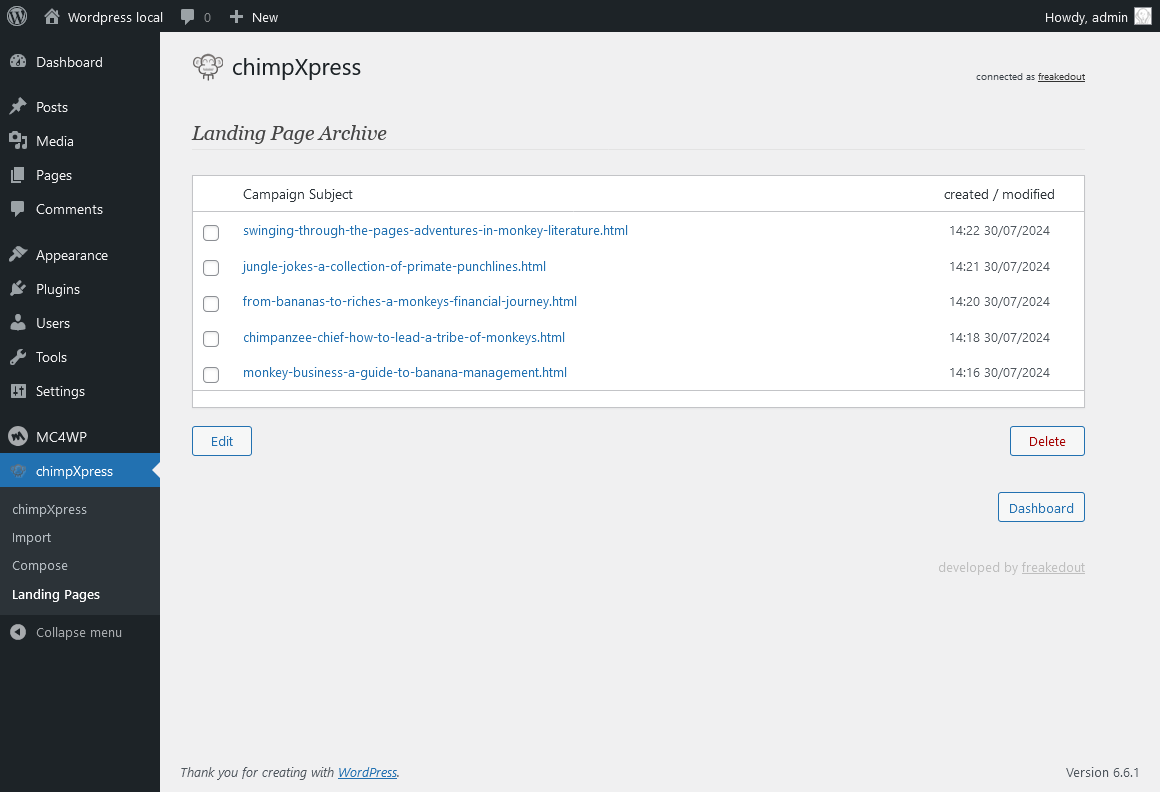 Wordpress local 0 New Howdy, admin
Dashboard
Posts
Media
Pages
Comments
Appearance
Plugins
Users
Tools
Settings
MC4WP
chimpXpress
chimpXpress
Import
Compose
Landing Pages
Collapse menu
chimpXpress
connected as freakedout
Landing Page Archive
Campaign Subject created / modified
swinging-through-the-pages-adventures-in-monkey-literature.html 14:22 30/07/2024
jungle-jokes-a-collection-of-primate-punchlines.html 14:21 30/07/2024
from-bananas-to-riches-a-monkeys-financial-journey.html 14:20 30/07/2024
chimpanzee-chief-how-to-lead-a-tribe-of-monkeys.html 14:18 30/07/2024
monkey-business-a-guide-to-banana-management.html 14:16 30/07/2024
Edit Delete
Dashboard
developed by freakedout
Thank you for creating with WordPress. Version 6.6.1